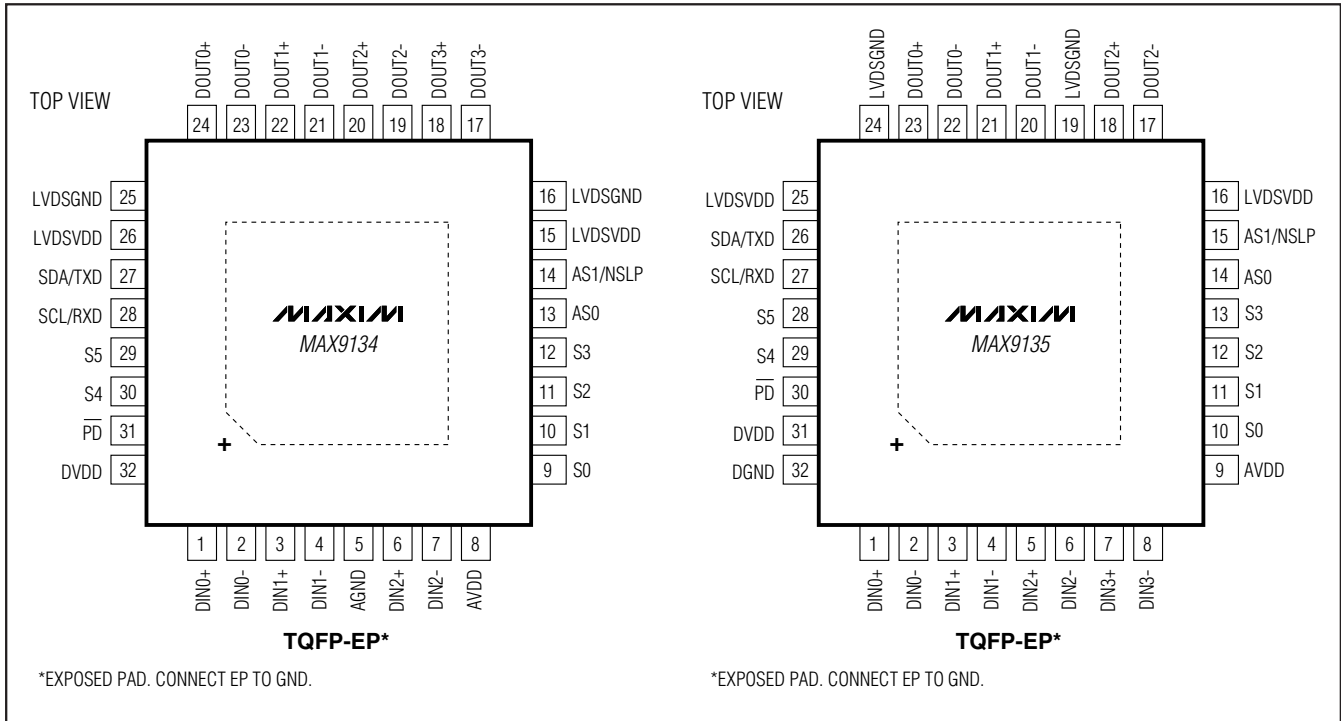 TOP VIEW
DOUT0+
DOUT0-
DOUT1+
DOUT1-
DOUT2+
DOUT2-
DOUT3+
DOUT3-
24 23 22 21 20 19 18 17
LVDSGND 25
LVDSVDD 26
SDA/TXD 27
SCL/RXD 28
S5 29
S4 30
PD 31
DVDD 32
MAXIM
MAX9134
+
16 LVDSGND
15 LVDSVDD
14 AS1/NSLP
13 AS0
12 S3
11 S2
10 S1
9 S0
1 2 3 4 5 6 7 8
DIN0+
DIN0-
DIN1+
DIN1-
AGND
DIN2+
DIN2-
AVDD
TQFP-EP*
*EXPOSED PAD. CONNECT EP TO GND.
TOP VIEW
LVDSGND
DOUT0+
DOUT0-
DOUT1+
DOUT1-
LVDSGND
DOUT2+
DOUT2-
24 23 22 21 20 19 18 17
LVDSVDD 25
SDA/TXD 26
SCL/RXD 27
S5 28
S4 29
PD 30
DVDD 31
DGND 32
MAXIM
MAX9135
+
16 LVDSVDD
15 AS1/NSLP
14 AS0
13 S3
12 S2
11 S1
10 S0
9 AVDD
1 2 3 4 5 6 7 8
DIN0+
DIN0-
DIN1+
DIN1-
DIN2+
DIN2-
DIN3+
DIN3-
TQFP-EP*
*EXPOSED PAD. CONNECT EP TO GND.